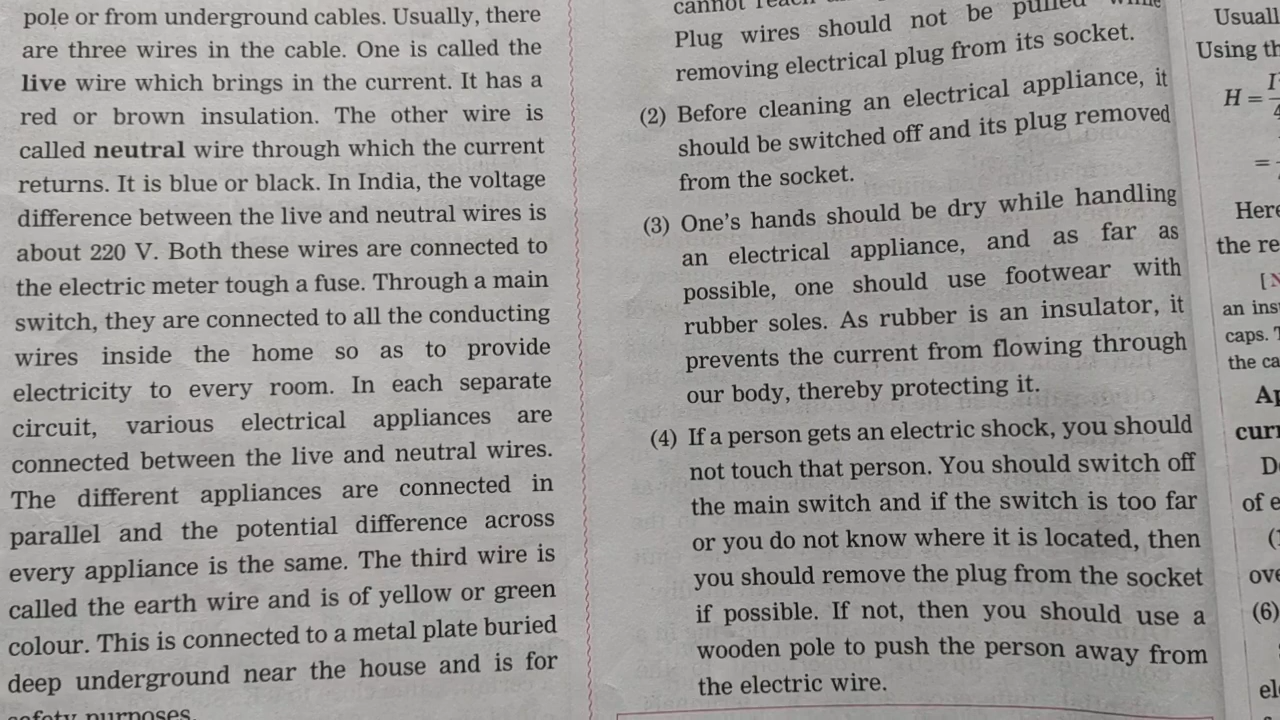 pole or from underground cables. Usually, there
are three wires in the cable. One is called the
live wire which brings in the current. It has a
red or brown insulation. The other wire is
called neutral wire through which the current
returns. It is blue or black. In India, the voltage
difference between the live and neutral wires is
about 220 V. Both these wires are connected to
the electric meter tough a fuse. Through a main
switch, they are connected to all the conducting
wires inside the home so as to provide
electricity to every room. In each separate
circuit, various electrical appliances are
connected between the live and neutral wires.
The different appliances are connected in
parallel and the potential difference across
every appliance is the same. The third wire is
called the earth wire and is of yellow or green
colour. This is connected to a metal plate buried
deep underground near the house and is for
safety purposes.
cannot reach
Plug wires should not be pulled while
removing electrical plug from its socket.
(2) Before cleaning an electrical appliance, it
should be switched off and its plug removed
from the socket.
(3) One's hands should be dry while handling
an electrical appliance, and as far as
possible, one should use footwear with
rubber soles. As rubber is an insulator, it
prevents the current from flowing through
our body, thereby protecting it.
(4) If a person gets an electric shock, you should
not touch that person. You should switch off
the main switch and if the switch is too far
or you do not know where it is located, then
you should remove the plug from the socket
if possible. If not, then you should use a
wooden pole to push the person away from
the electric wire.
Usuall
Using th
H =
=
Here
the re
[N
an ins
caps.
the ca
Ap
curr
De
of e
(
ove
(6)
ele